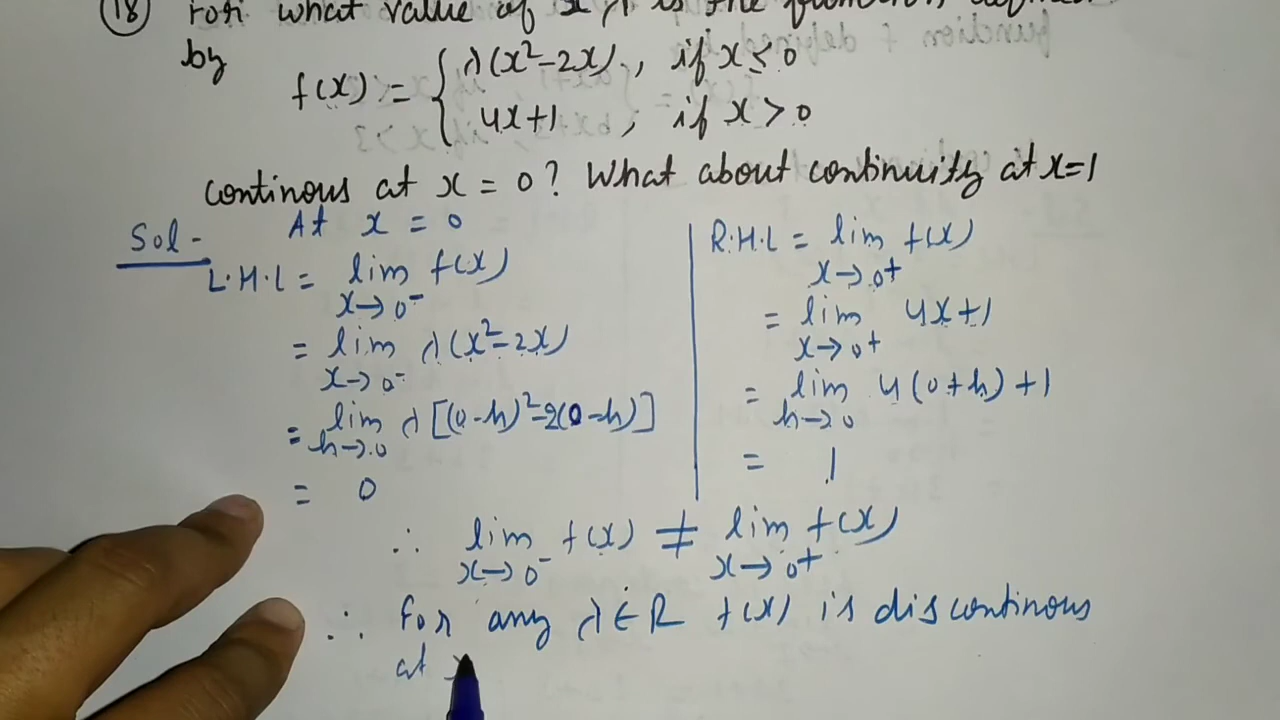 (18) For what value of λ is the function defined
by
f(x) = { λ(x²-2x), if x ≤ 0
4x+1, if x > 0
continous at x = 0? What about continuity at x=1
Sol- At x = 0
L.H.L = lim f(x)
x→0⁻
= lim λ(x²-2x)
x→0⁻
= lim λ[(0-h)²-2(0-h)]
h→0
= 0
R.H.L = lim f(x)
x→0⁺
= lim 4x+1
x→0⁺
= lim 4(0+h)+1
h→0
= 1
∴ lim f(x) ≠ lim f(x)
x→0⁻ x→0⁺
∴ for any λ∈R f(x) is discontinous
at